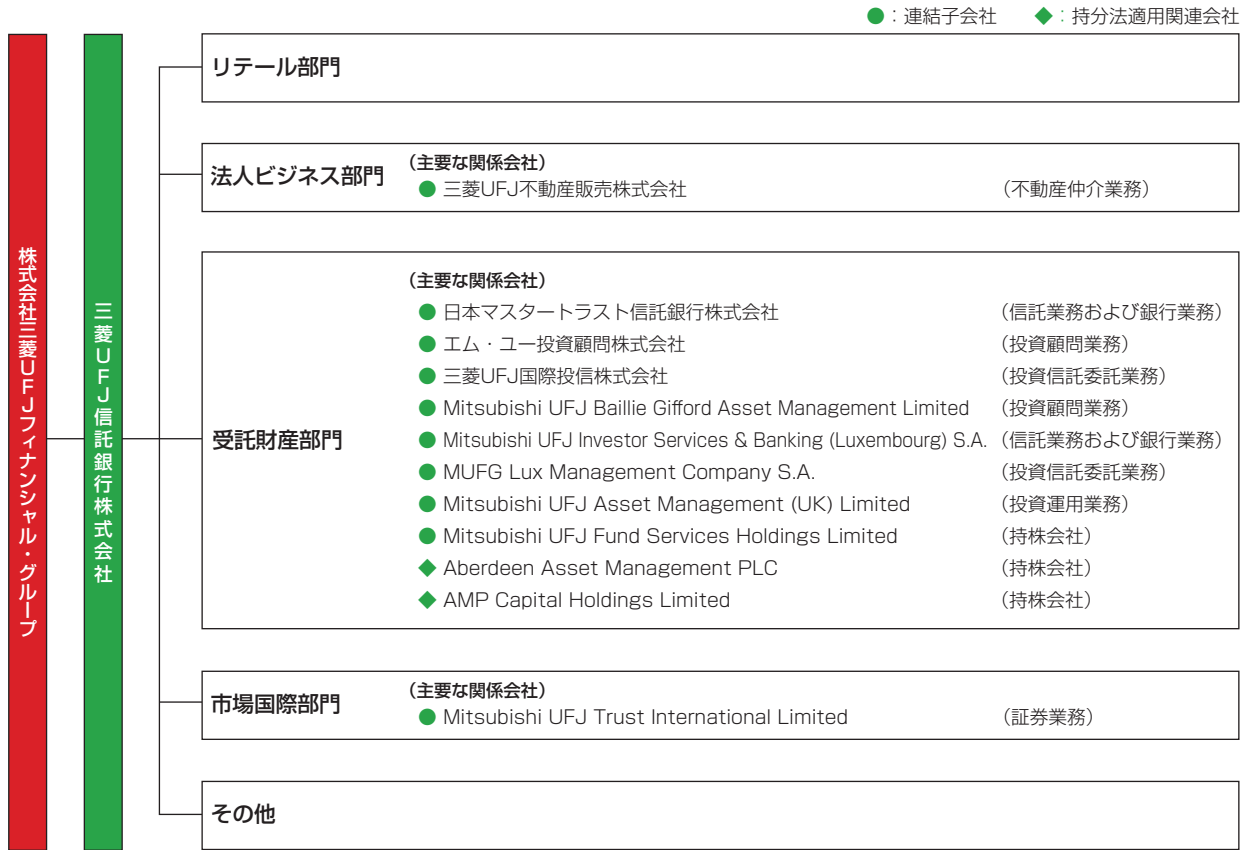 ●：連結子会社　◆：持分法適用関連会社
株式会社三菱UFJフィナンシャル・グループ
三菱UFJ信託銀行株式会社
リテール部門
法人ビジネス部門
（主要な関係会社）
● 三菱UFJ不動産販売株式会社 （不動産仲介業務）
受託財産部門
（主要な関係会社）
● 日本マスタートラスト信託銀行株式会社 （信託業務および銀行業務）
● エム・ユー投資顧問株式会社 （投資顧問業務）
● 三菱UFJ国際投信株式会社 （投資信託委託業務）
● Mitsubishi UFJ Baillie Gifford Asset Management Limited （投資顧問業務）
● Mitsubishi UFJ Investor Services & Banking (Luxembourg) S.A. （信託業務および銀行業務）
● MUFG Lux Management Company S.A. （投資信託委託業務）
● Mitsubishi UFJ Asset Management (UK) Limited （投資運用業務）
● Mitsubishi UFJ Fund Services Holdings Limited （持株会社）
◆ Aberdeen Asset Management PLC （持株会社）
◆ AMP Capital Holdings Limited （持株会社）
市場国際部門
（主要な関係会社）
● Mitsubishi UFJ Trust International Limited （証券業務）
その他